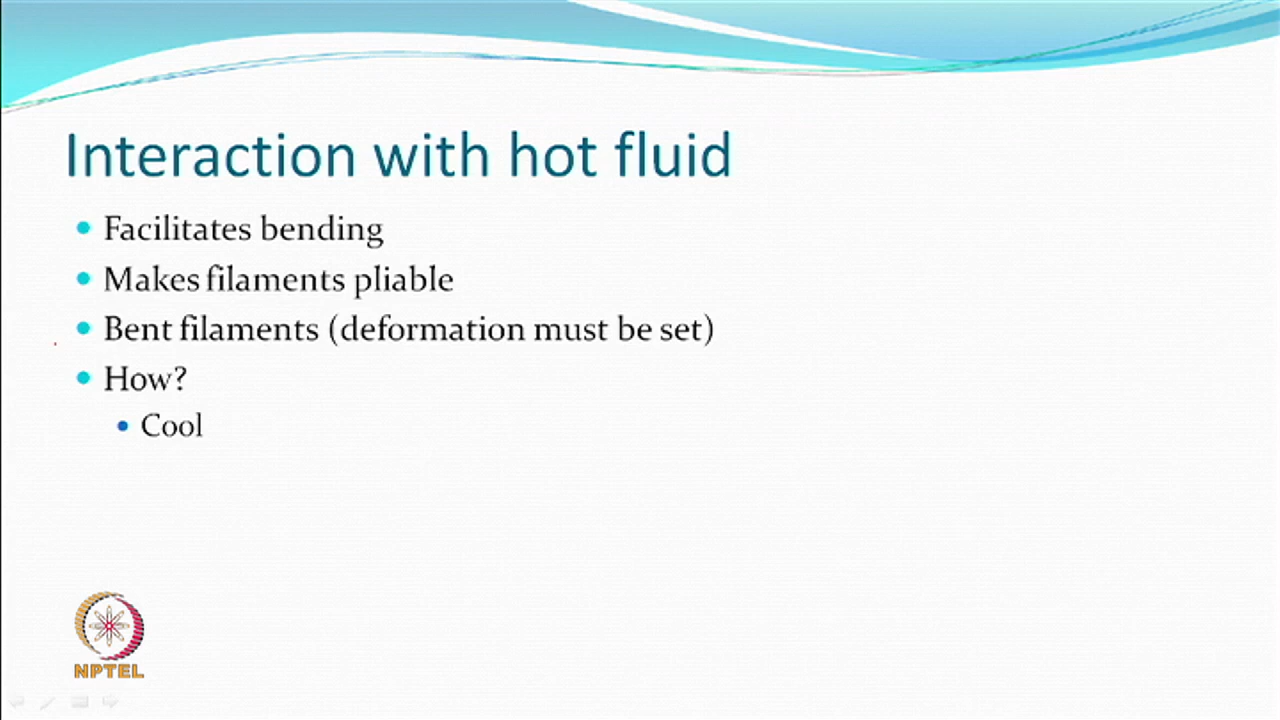 Interaction with hot fluid
Facilitates bending
Makes filaments pliable
Bent filaments (deformation must be set)
How?
Cool
NPTEL